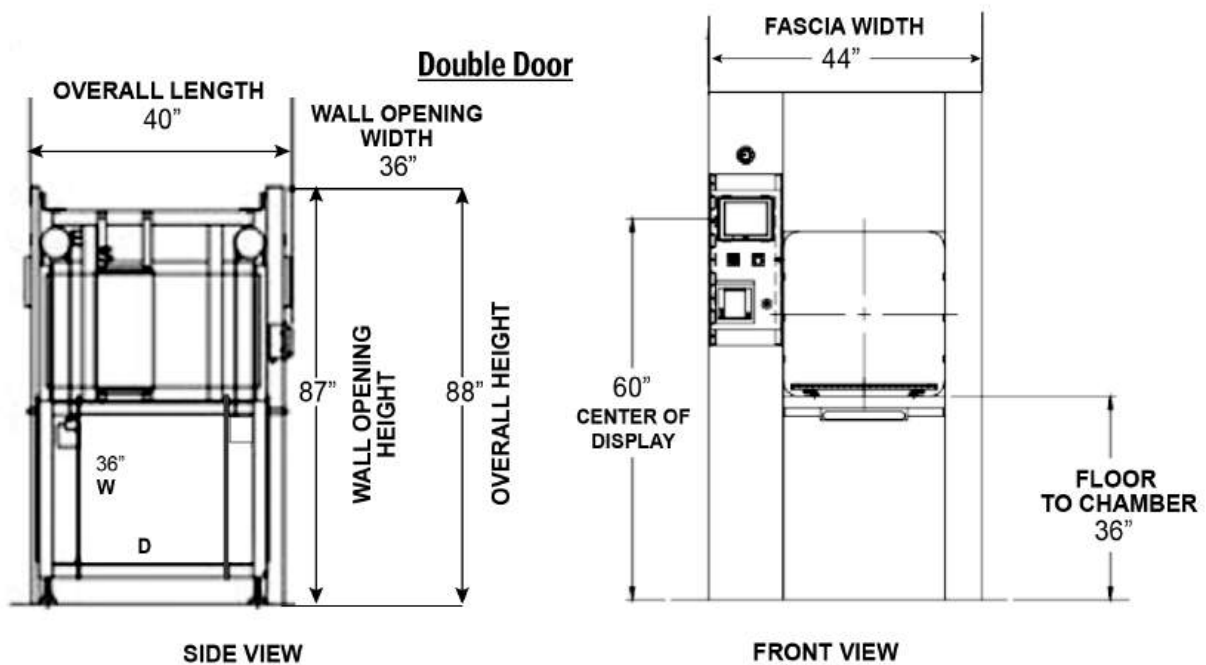 Double Door
OVERALL LENGTH
40”
WALL OPENING
WIDTH
36”
87”
WALL OPENING
HEIGHT
88”
OVERALL HEIGHT
36”
W
D
SIDE VIEW
FASCIA WIDTH
44”
60”
CENTER OF
DISPLAY
FLOOR
TO CHAMBER
36”
FRONT VIEW